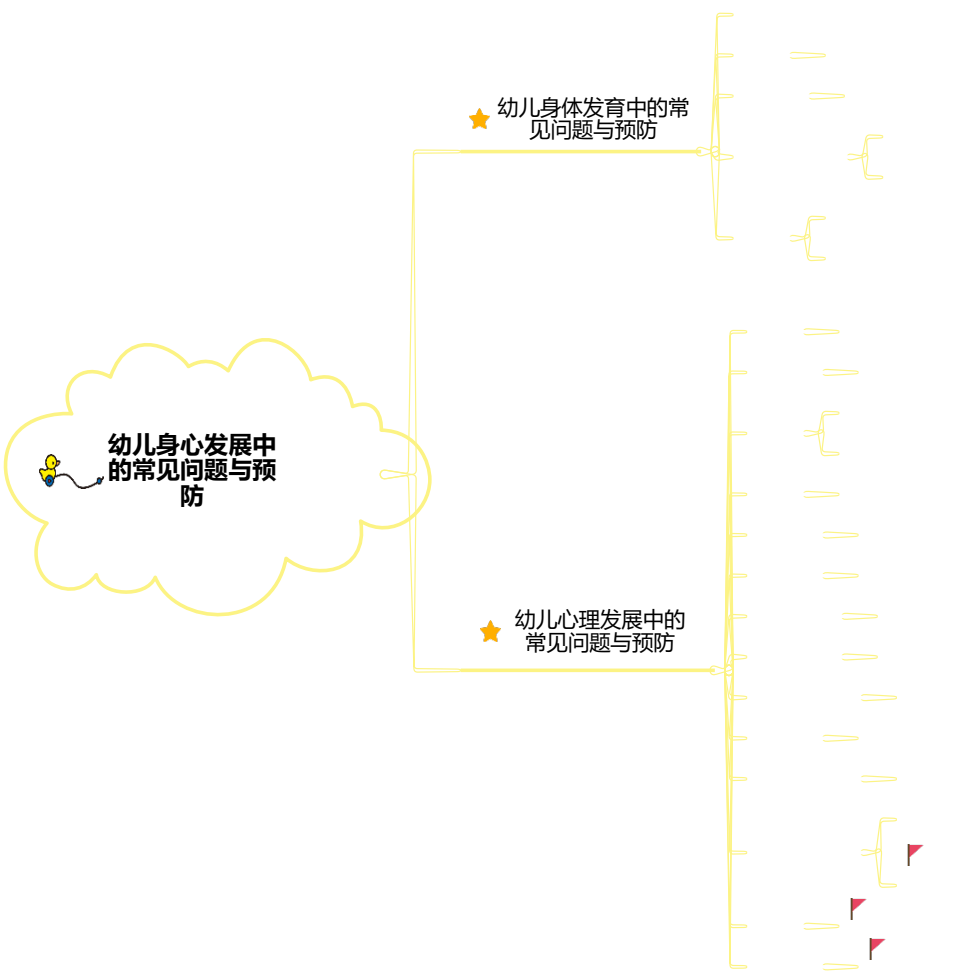 幼儿身体发育中的常
见问题与预防
幼儿身心发展中
的常见问题与预
防
幼儿心理发展中的
常见问题与预防